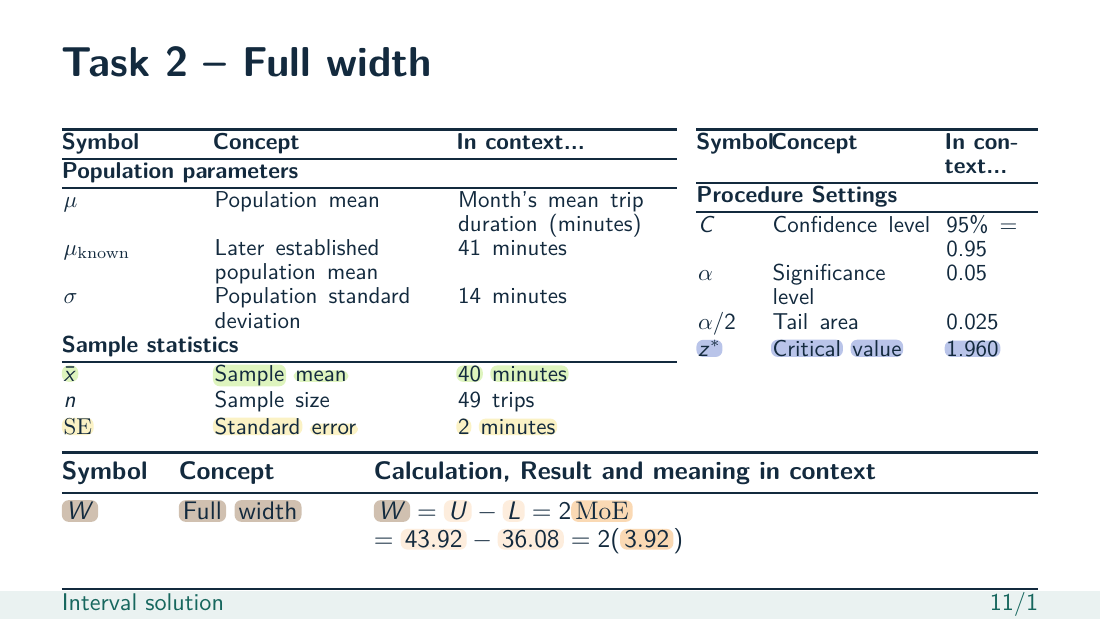 Task 2 – Full width
Symbol Concept In context...
Population parameters
μ Population mean Month's mean trip
duration (minutes)
μknown Later established 41 minutes
population mean
σ Population standard 14 minutes
deviation
Sample statistics
x̄ Sample mean 40 minutes
n Sample size 49 trips
SE Standard error 2 minutes
Symbol Concept In con-
text...
Procedure Settings
C Confidence level 95% =
0.95
α Significance 0.05
level
α/2 Tail area 0.025
z* Critical value 1.960
Symbol Concept Calculation, Result and meaning in context
W Full width W = U − L = 2MoE
= 43.92 − 36.08 = 2(3.92)
Interval solution 11/1